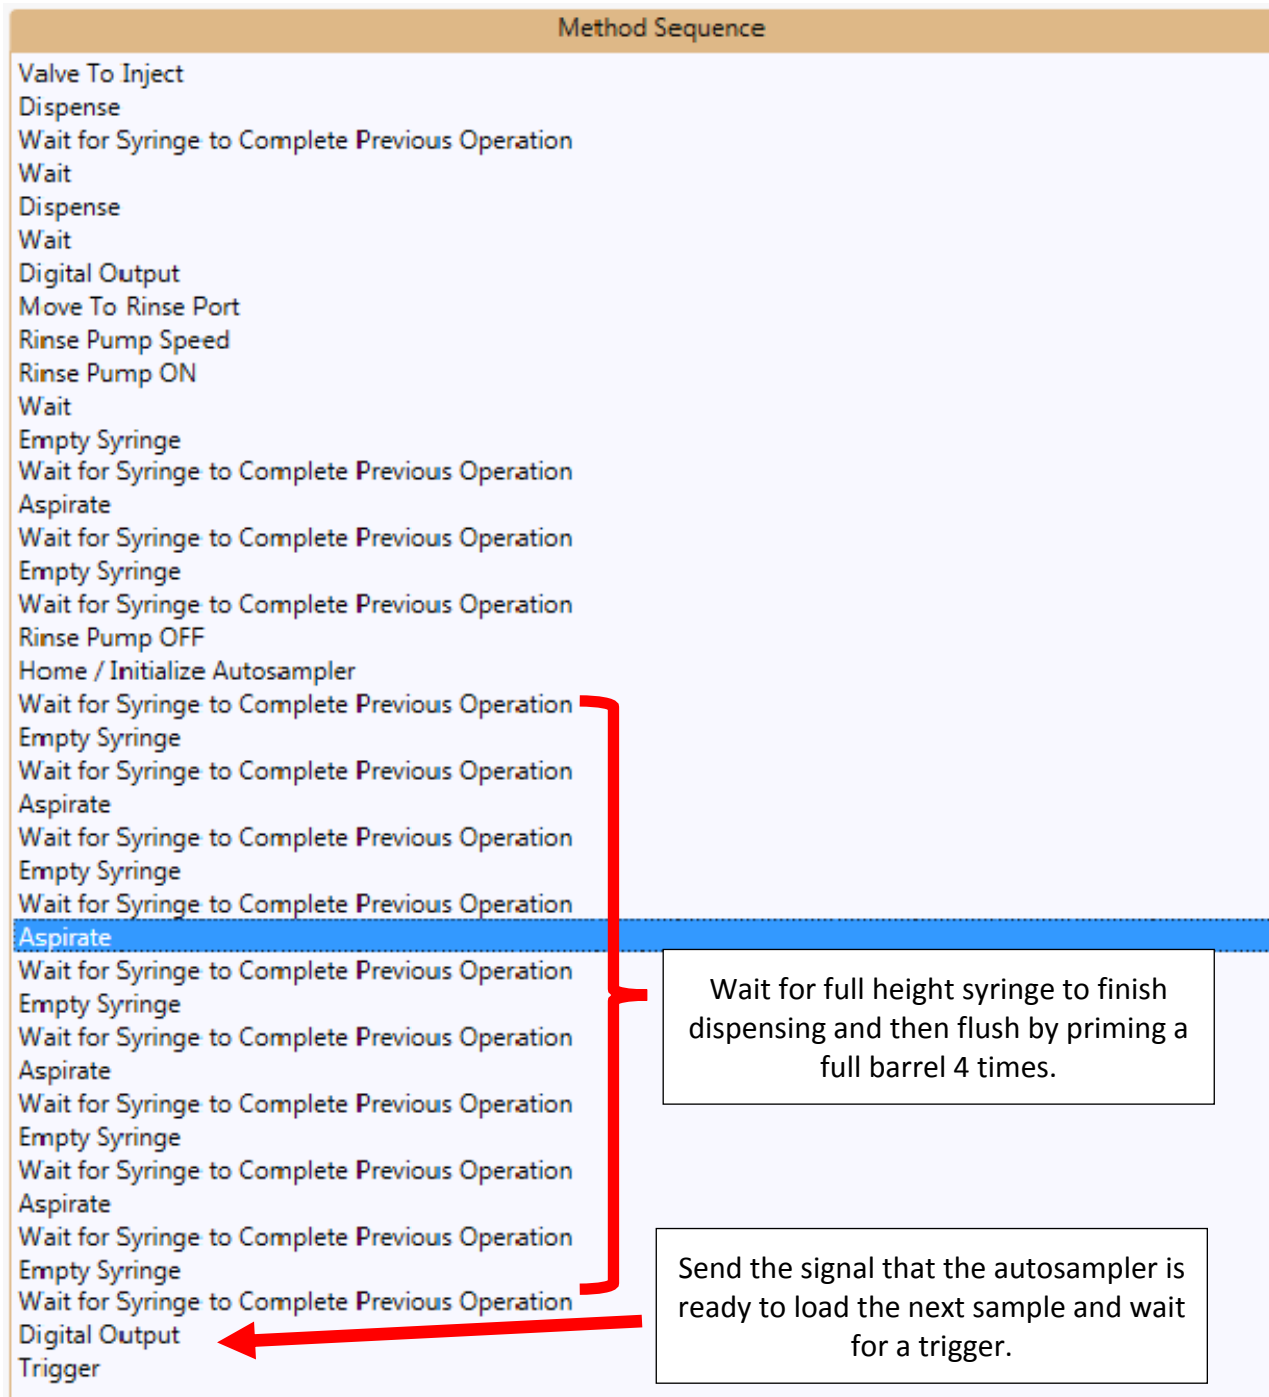 Method Sequence
Valve To Inject
Dispense
Wait for Syringe to Complete Previous Operation
Wait
Dispense
Wait
Digital Output
Move To Rinse Port
Rinse Pump Speed
Rinse Pump ON
Wait
Empty Syringe
Wait for Syringe to Complete Previous Operation
Aspirate
Wait for Syringe to Complete Previous Operation
Empty Syringe
Wait for Syringe to Complete Previous Operation
Rinse Pump OFF
Home / Initialize Autosampler
Wait for Syringe to Complete Previous Operation
Empty Syringe
Wait for Syringe to Complete Previous Operation
Aspirate
Wait for Syringe to Complete Previous Operation
Empty Syringe
Wait for Syringe to Complete Previous Operation
Aspirate
Wait for Syringe to Complete Previous Operation
Empty Syringe
Wait for Syringe to Complete Previous Operation
Aspirate
Wait for Syringe to Complete Previous Operation
Empty Syringe
Wait for Syringe to Complete Previous Operation
Aspirate
Wait for Syringe to Complete Previous Operation
Empty Syringe
Wait for Syringe to Complete Previous Operation
Digital Output
Trigger
Wait for full height syringe to finish
dispensing and then flush by priming a
full barrel 4 times.
Send the signal that the autosampler is
ready to load the next sample and wait
for a trigger.